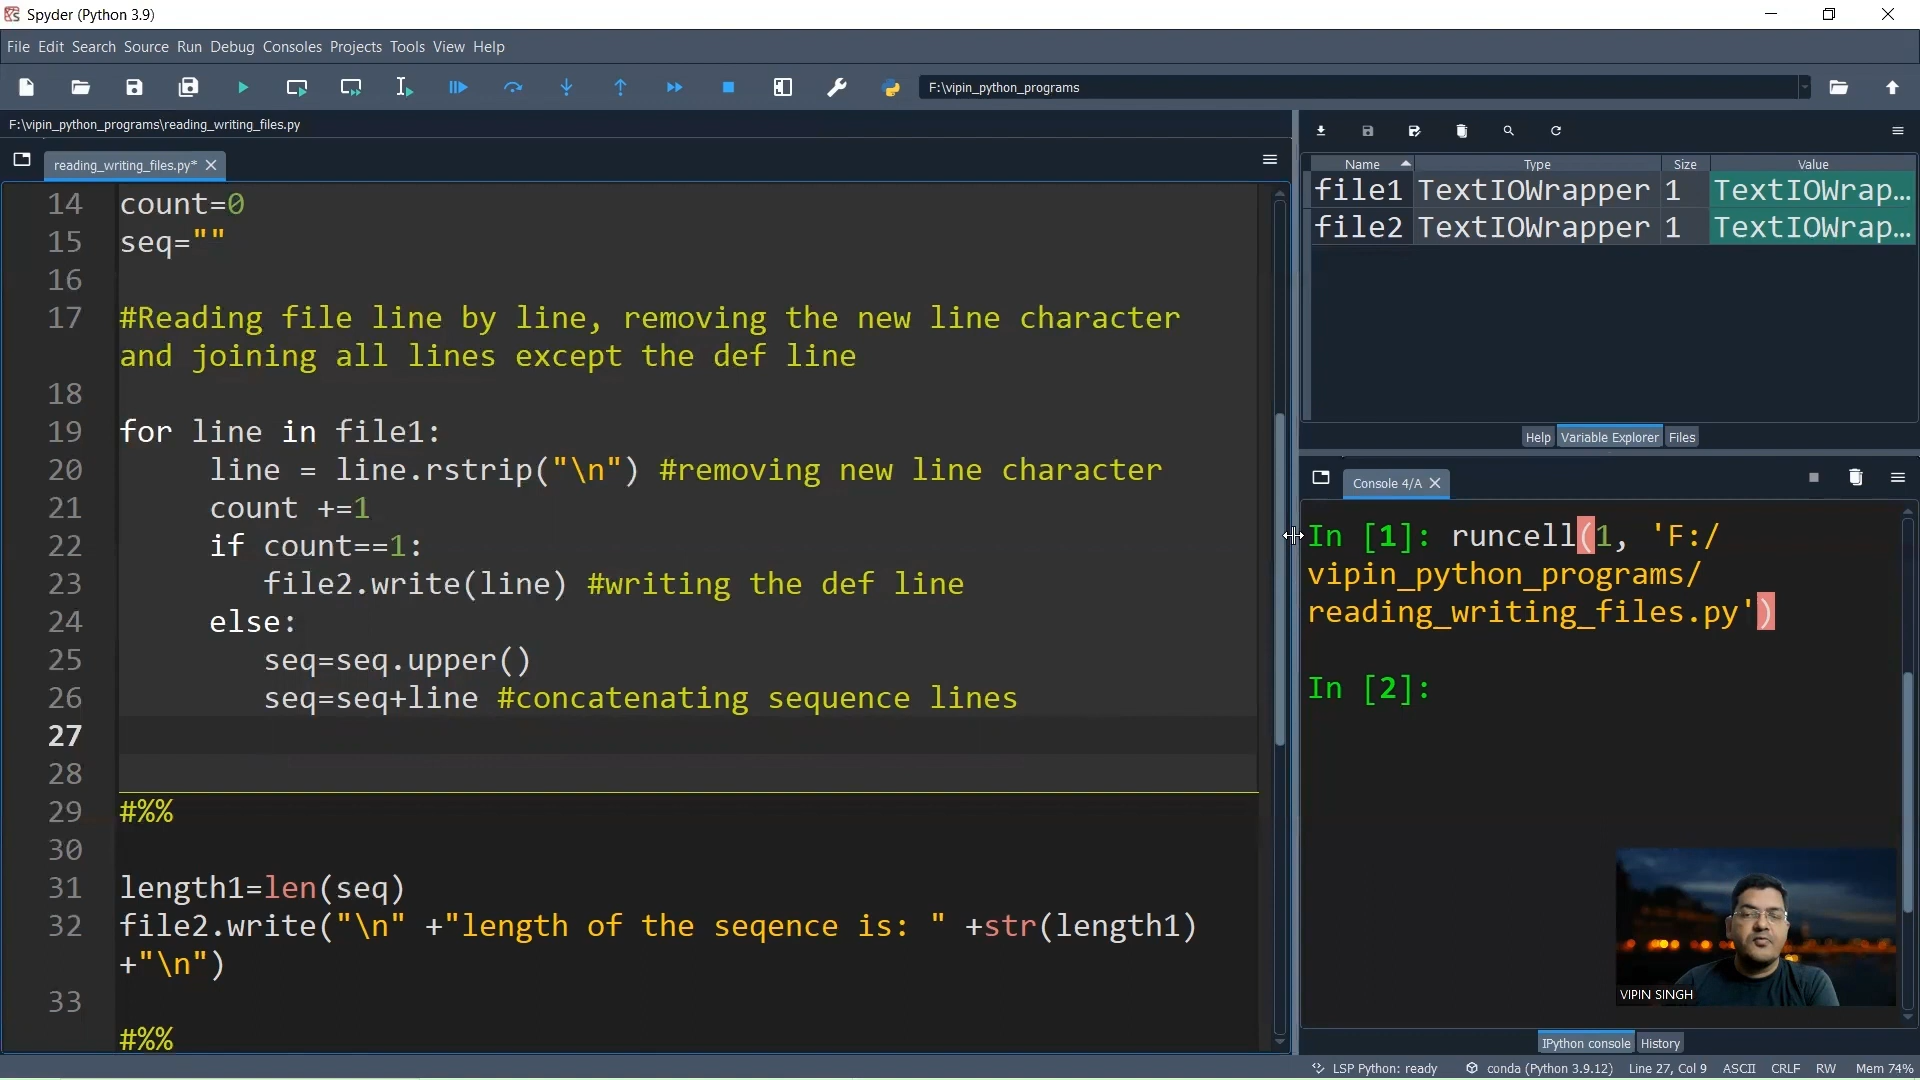 Spyder (Python 3.9)
File Edit Search Source Run Debug Consoles Projects Tools View Help
F:\vipin_python_programs
F:\vipin_python_programs\reading_writing_files.py
reading_writing_files.py*
14 count=0
15 seq=""
16
17 #Reading file line by line, removing the new line character
and joining all lines except the def line
18
19 for line in file1:
20 line = line.rstrip("\n") #removing new line character
21 count +=1
22 if count==1:
23 file2.write(line) #writing the def line
24 else:
25 seq=seq.upper()
26 seq=seq+line #concatenating sequence lines
27
28
29 #%%
30
31 length1=len(seq)
32 file2.write("\n" +"length of the seqence is: " +str(length1)
+"\n")
33
#%%
Name Type Size Value
file1 TextIOWrapper 1 TextIOWrap…
file2 TextIOWrapper 1 TextIOWrap…
Help Variable Explorer Files
Console 4/A
In [1]: runcell(1, 'F:/
vipin_python_programs/
reading_writing_files.py')
In [2]:
VIPIN SINGH
IPython console History
LSP Python: ready conda (Python 3.9.12) Line 27, Col 9 ASCII CRLF RW Mem 74%